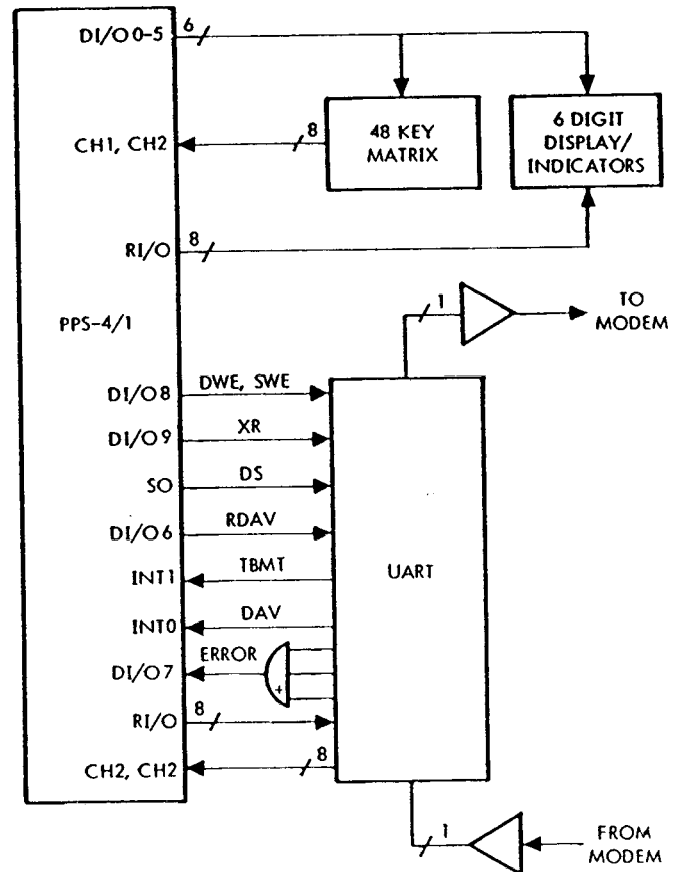 DI/O 0-5
6
CH1, CH2
8
48 KEY
MATRIX
6 DIGIT
DISPLAY/
INDICATORS
RI/O
8
PPS-4/1
1
TO
MODEM
DI/O8
DWE, SWE
DI/O9
XR
SO
DS
DI/O6
RDAV
INT1
TBMT
INT0
DAV
DI/O7
ERROR
+
RI/O
8
CH2, CH2
8
UART
1
FROM
MODEM